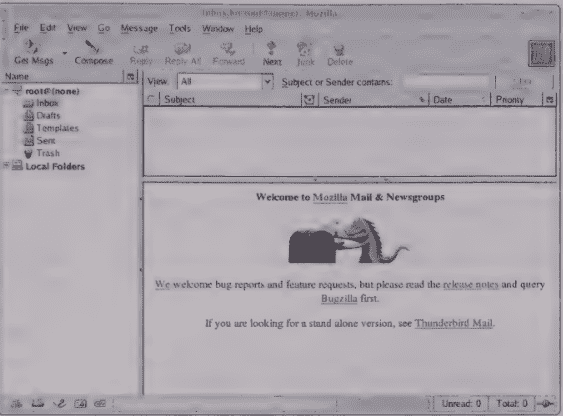 Mozilla
File Edit View Go Message Tools Window Help
Get Msgs Compose Reply Reply All Forward Next Junk Delete
Name
root@(none)
Inbox
Drafts
Templates
Sent
Trash
Local Folders
View: All Subject or Sender contains:
Subject Sender Date Priority
Welcome to Mozilla Mail & Newsgroups
We welcome bug reports and feature requests, but please read the release notes and query
Bugzilla first.
If you are looking for a stand alone version, see Thunderbird Mail.
Unread: 0 Total: 0